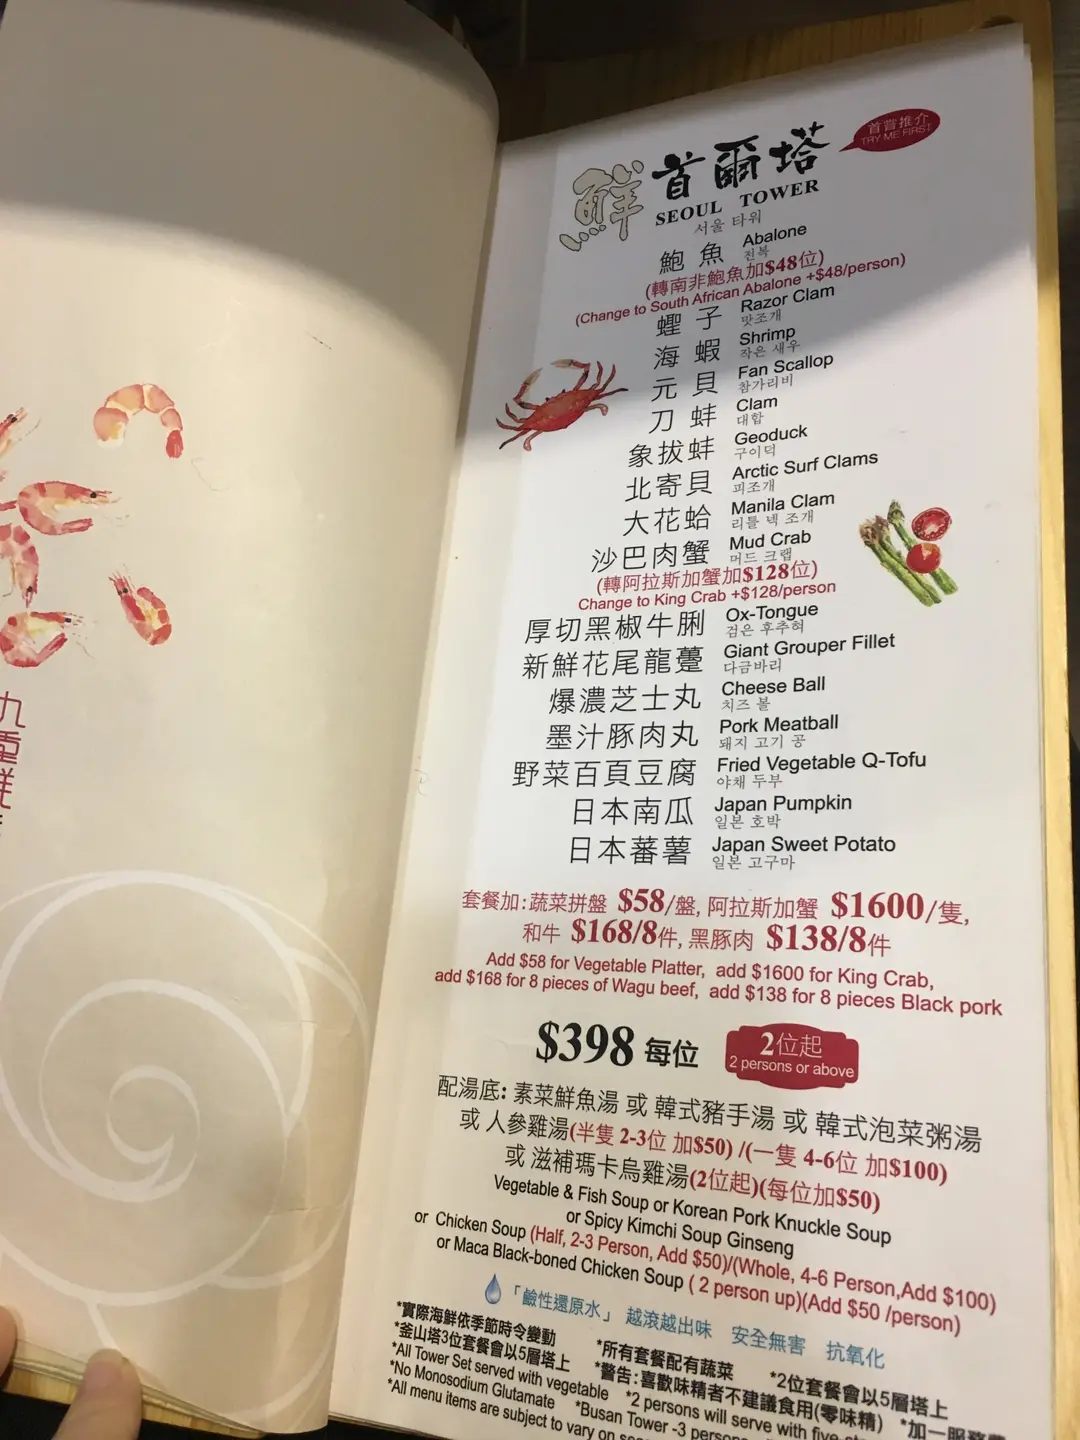 首嘗推介
TRY ME FIRST
鮮 首爾塔
SEOUL TOWER
서울 타워
鮑魚 Abalone
전복
(轉南非鮑魚加$48位)
(Change to South African Abalone +$48/person)
蟶子 Razor Clam
맛조개
海蝦 Shrimp
작은 새우
元貝 Fan Scallop
참가리비
刀蚌 Clam
대합
象拔蚌 Geoduck
구이덕
北寄貝 Arctic Surf Clams
피조개
大花蛤 Manila Clam
리틀 넥 조개
沙巴肉蟹 Mud Crab
머드 크랩
(轉阿拉斯加蟹加$128位)
Change to King Crab +$128/person
厚切黑椒牛脷 Ox-Tongue
검은 후추혀
新鮮花尾龍躉 Giant Grouper Fillet
다금바리
爆濃芝士丸 Cheese Ball
치즈 볼
墨汁豚肉丸 Pork Meatball
돼지 고기 공
野菜百頁豆腐 Fried Vegetable Q-Tofu
야채 두부
日本南瓜 Japan Pumpkin
일본 호박
日本蕃薯 Japan Sweet Potato
일본 고구마
套餐加:蔬菜拼盤 $58/盤, 阿拉斯加蟹 $1600/隻,
和牛 $168/8件, 黑豚肉 $138/8件
Add $58 for Vegetable Platter, add $1600 for King Crab,
add $168 for 8 pieces of Wagu beef, add $138 for 8 pieces Black pork
$398 每位
2位起
2 persons or above
配湯底: 素菜鮮魚湯 或 韓式豬手湯 或 韓式泡菜粥湯
或 人參雞湯(半隻 2-3位 加$50) /(一隻 4-6位 加$100)
或 滋補瑪卡烏雞湯(2位起)(每位加$50)
Vegetable & Fish Soup or Korean Pork Knuckle Soup
or Spicy Kimchi Soup Ginseng
or Chicken Soup (Half, 2-3 Person, Add $50)/(Whole, 4-6 Person,Add $100)
or Maca Black-boned Chicken Soup ( 2 person up)(Add $50 /person)
「鹼性還原水」 越滾越出味 安全無害 抗氧化
*實際海鮮依季節時令變動 *所有套餐配有蔬菜 *2位套餐會以5層塔上
*釜山塔3位套餐會以5層塔上 *警告:喜歡味精者不建議食用(零味精) *加一服務
*All Tower Set served with vegetable *2 persons will serve with five
*No Monosodium Glutamate *Busan Tower -3
*All menu items are subject to vary on
九重鮮